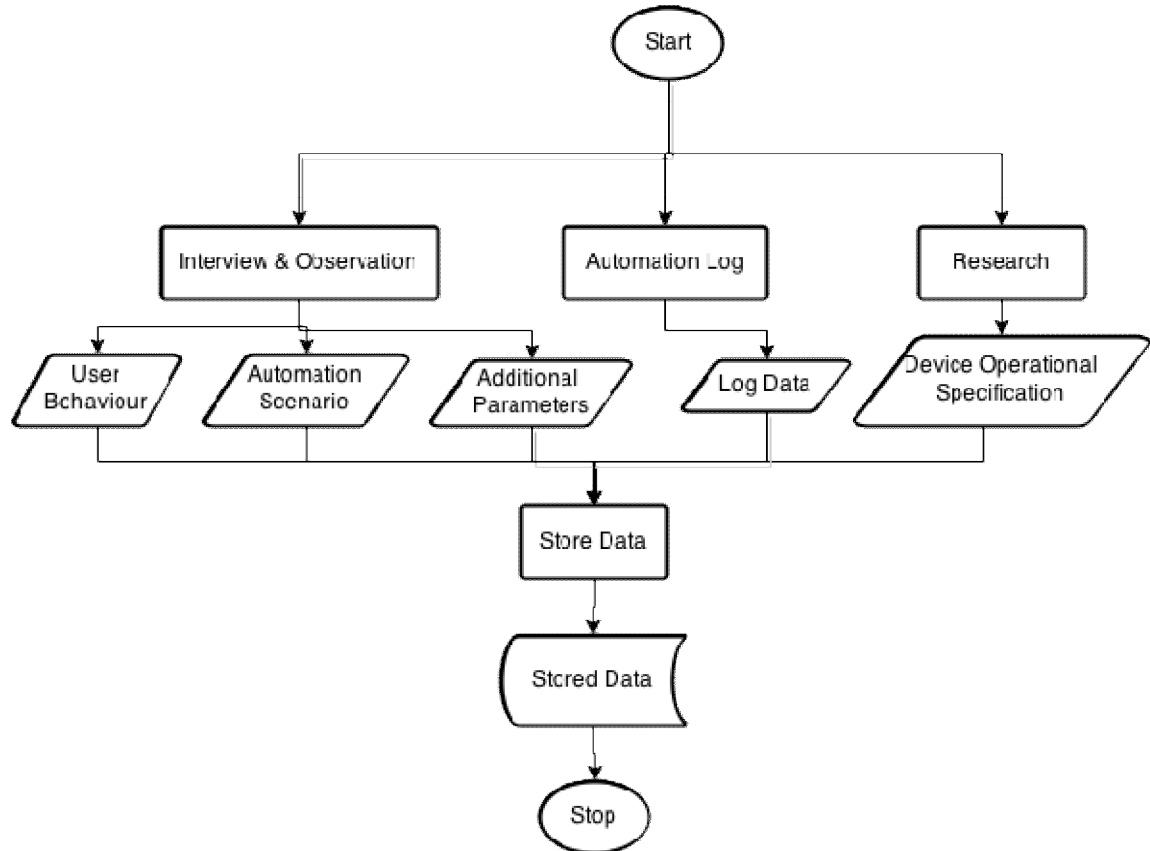 Start
Interview & Observation
Automation Log
Research
User
Behaviour
Automation
Scenario
Additional
Parameters
Log Data
Device Operational
Specification
Store Data
Stored Data
Stop